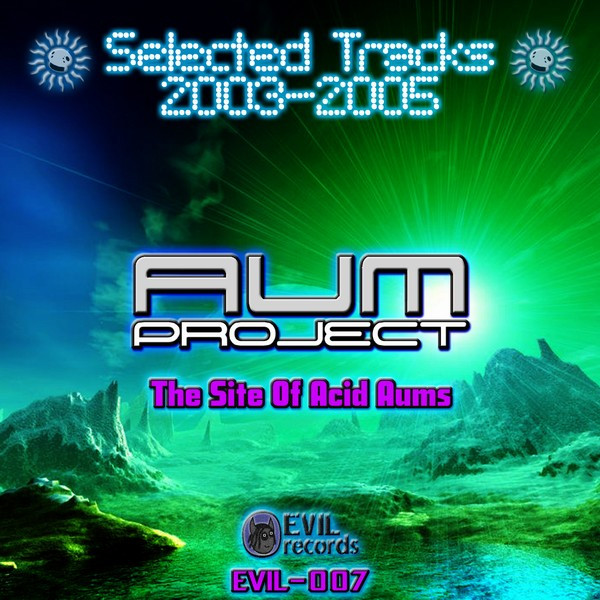 Selected Tracks
2003-2005
AUM
PROJECT
The Site Of Acid Aums
EVIL
records
EVIL-007